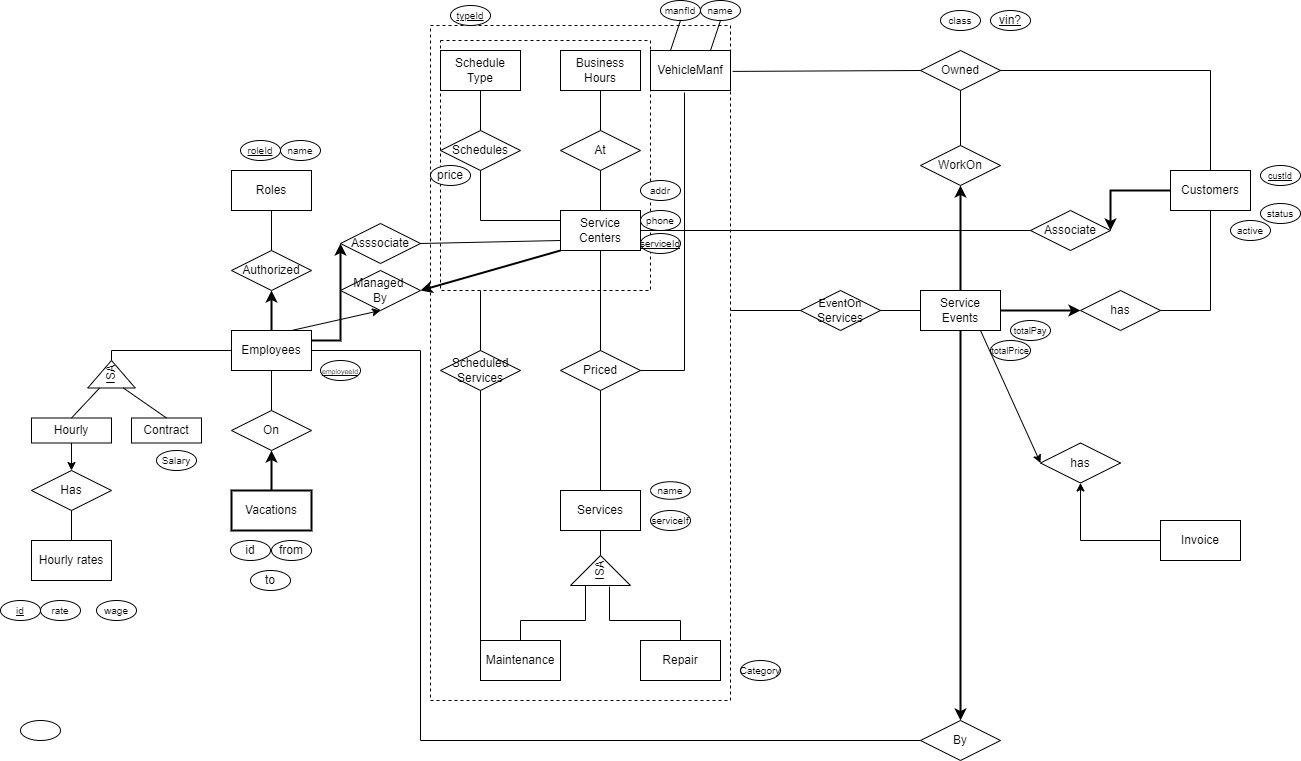 typeId
manfId
name
class
vin?
Schedule
Type
Business
Hours
VehicleManf
Owned
roleId
name
Schedules
At
WorkOn
price
Roles
addr
Customers
custId
phone
status
Service
Centers
serviceId
Asssociate
Associate
active
Authorized
Managed
By
EventOn
Services
Service
Events
has
totalPay
totalPrice
Employees
employeeId
ISA
Scheduled
Services
Priced
Hourly
Contract
On
Salary
has
Has
Vacations
Services
name
serviceIf
Hourly rates
id
from
Invoice
to
ISA
id
rate
wage
Maintenance
Repair
Category
By